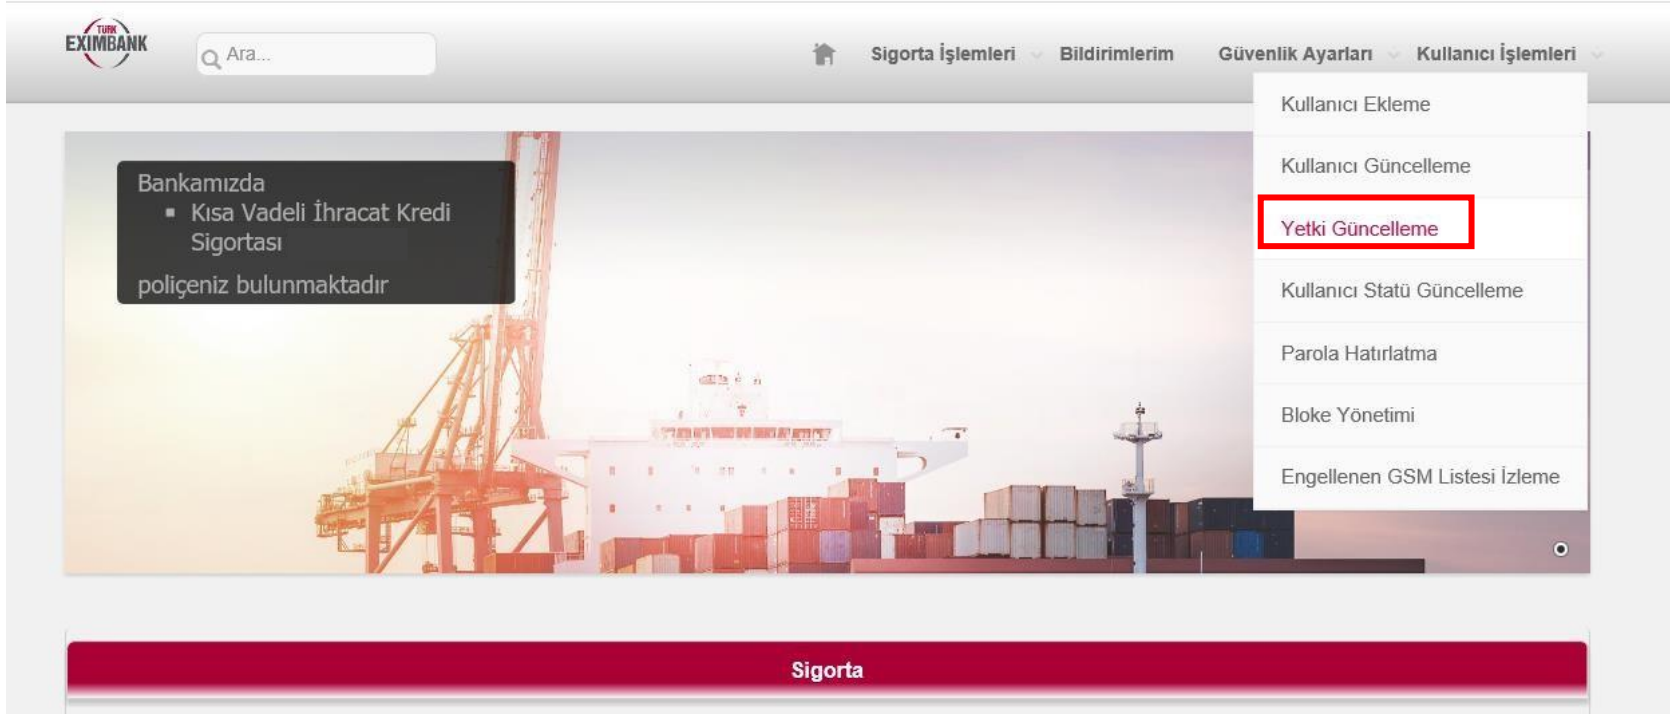 TÜRK
EXIMBANK
Ara...
Sigorta İşlemleri
Bildirimlerim
Güvenlik Ayarları
Kullanıcı İşlemleri
Kullanıcı Ekleme
Kullanıcı Güncelleme
Yetki Güncelleme
Kullanıcı Statü Güncelleme
Parola Hatırlatma
Bloke Yönetimi
Engellenen GSM Listesi İzleme
Bankamızda
▪ Kısa Vadeli İhracat Kredi
Sigortası
poliçeniz bulunmaktadır
Sigorta